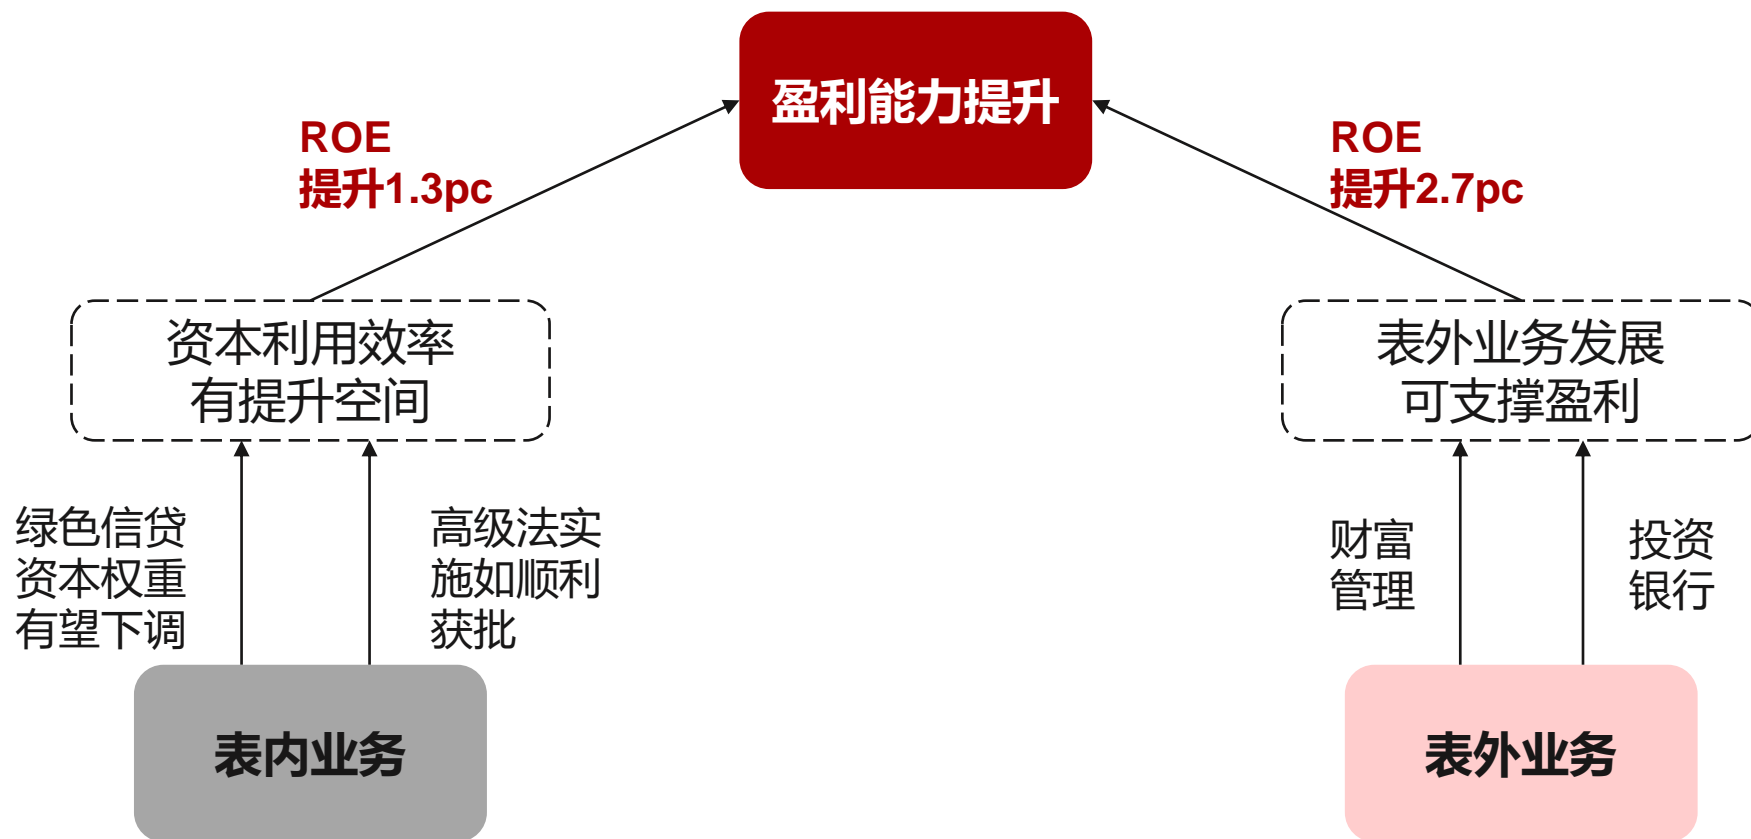 盈利能力提升
ROE
提升1.3pc
ROE
提升2.7pc
资本利用效率
有提升空间
表外业务发展
可支撑盈利
绿色信贷
资本权重
有望下调
高级法实
施如顺利
获批
财富
管理
投资
银行
表内业务
表外业务